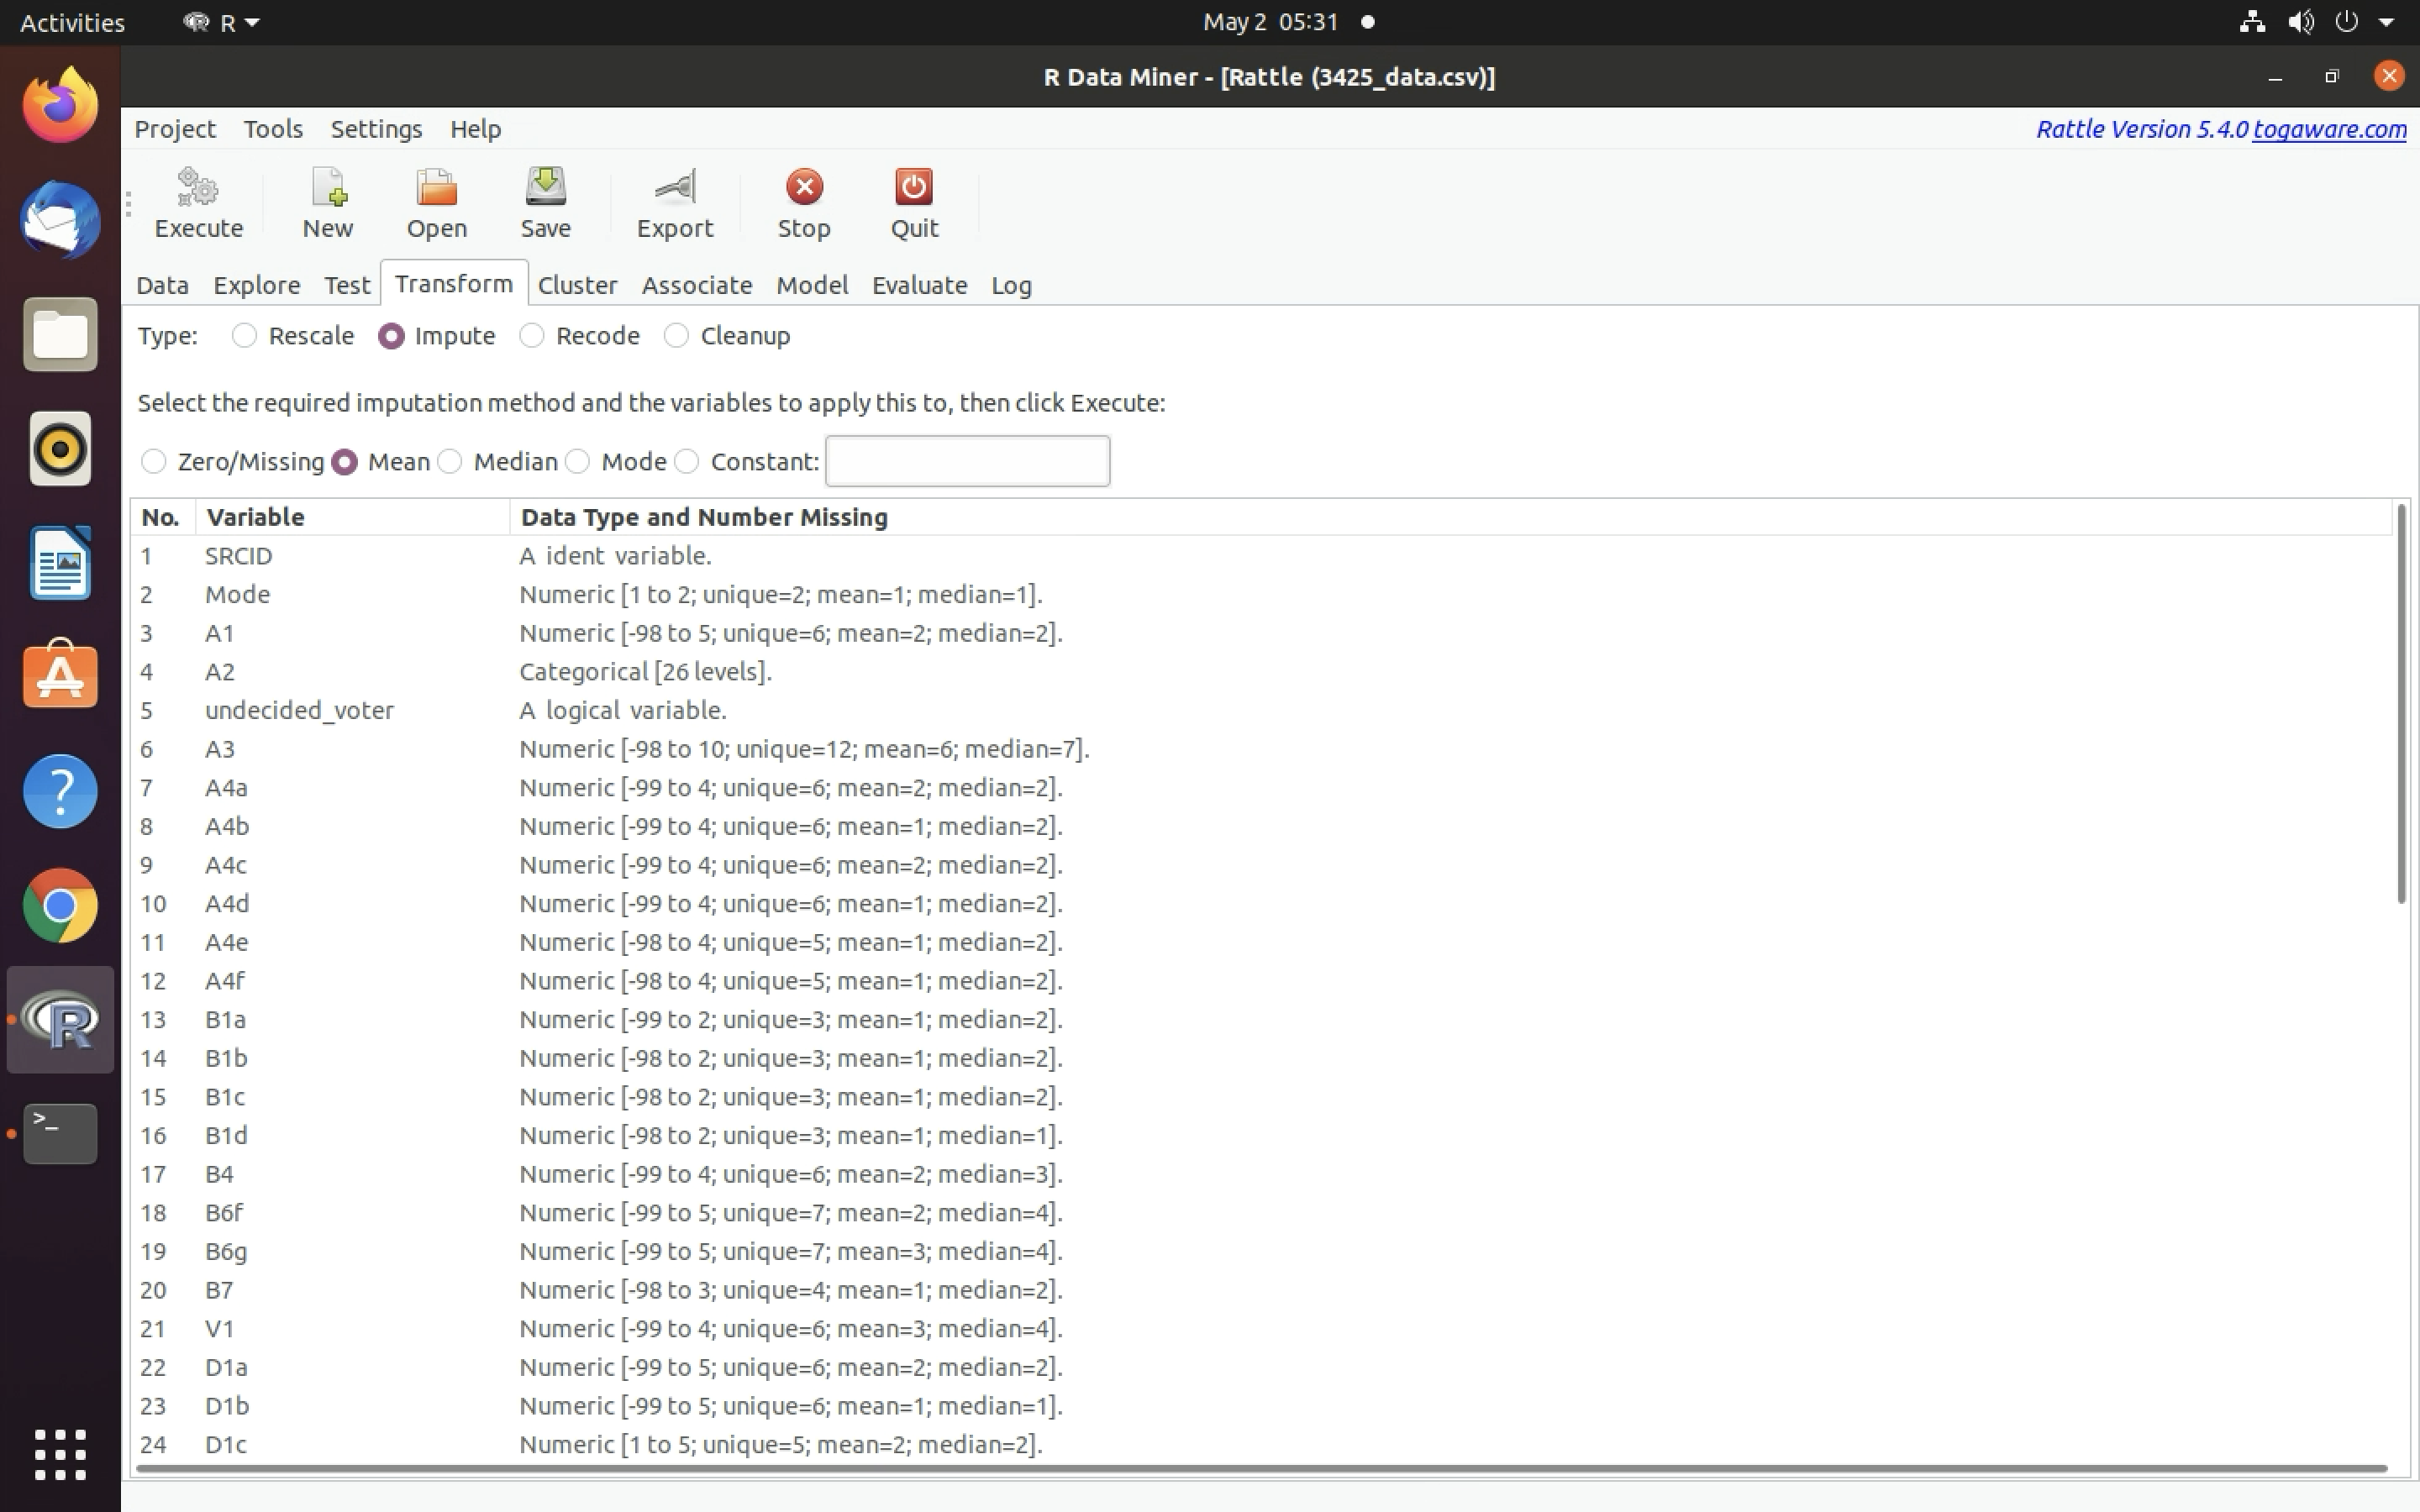 Activities R May 2 05:31
R Data Miner - [Rattle (3425_data.csv)]
Project Tools Settings Help Rattle Version 5.4.0 togaware.com
Execute New Open Save Export Stop Quit
Data Explore Test Transform Cluster Associate Model Evaluate Log
Type: Rescale Impute Recode Cleanup
Select the required imputation method and the variables to apply this to, then click Execute:
Zero/Missing Mean Median Mode Constant:
No. Variable Data Type and Number Missing
1 SRCID A ident variable.
2 Mode Numeric [1 to 2; unique=2; mean=1; median=1].
3 A1 Numeric [-98 to 5; unique=6; mean=2; median=2].
4 A2 Categorical [26 levels].
5 undecided_voter A logical variable.
6 A3 Numeric [-98 to 10; unique=12; mean=6; median=7].
7 A4a Numeric [-99 to 4; unique=6; mean=2; median=2].
8 A4b Numeric [-99 to 4; unique=6; mean=1; median=2].
9 A4c Numeric [-99 to 4; unique=6; mean=2; median=2].
10 A4d Numeric [-99 to 4; unique=6; mean=1; median=2].
11 A4e Numeric [-98 to 4; unique=5; mean=1; median=2].
12 A4f Numeric [-98 to 4; unique=5; mean=1; median=2].
13 B1a Numeric [-99 to 2; unique=3; mean=1; median=2].
14 B1b Numeric [-98 to 2; unique=3; mean=1; median=2].
15 B1c Numeric [-98 to 2; unique=3; mean=1; median=2].
16 B1d Numeric [-98 to 2; unique=3; mean=1; median=1].
17 B4 Numeric [-99 to 4; unique=6; mean=2; median=3].
18 B6f Numeric [-99 to 5; unique=7; mean=2; median=4].
19 B6g Numeric [-99 to 5; unique=7; mean=3; median=4].
20 B7 Numeric [-98 to 3; unique=4; mean=1; median=2].
21 V1 Numeric [-99 to 4; unique=6; mean=3; median=4].
22 D1a Numeric [-99 to 5; unique=6; mean=2; median=2].
23 D1b Numeric [-99 to 5; unique=6; mean=1; median=1].
24 D1c Numeric [1 to 5; unique=5; mean=2; median=2].